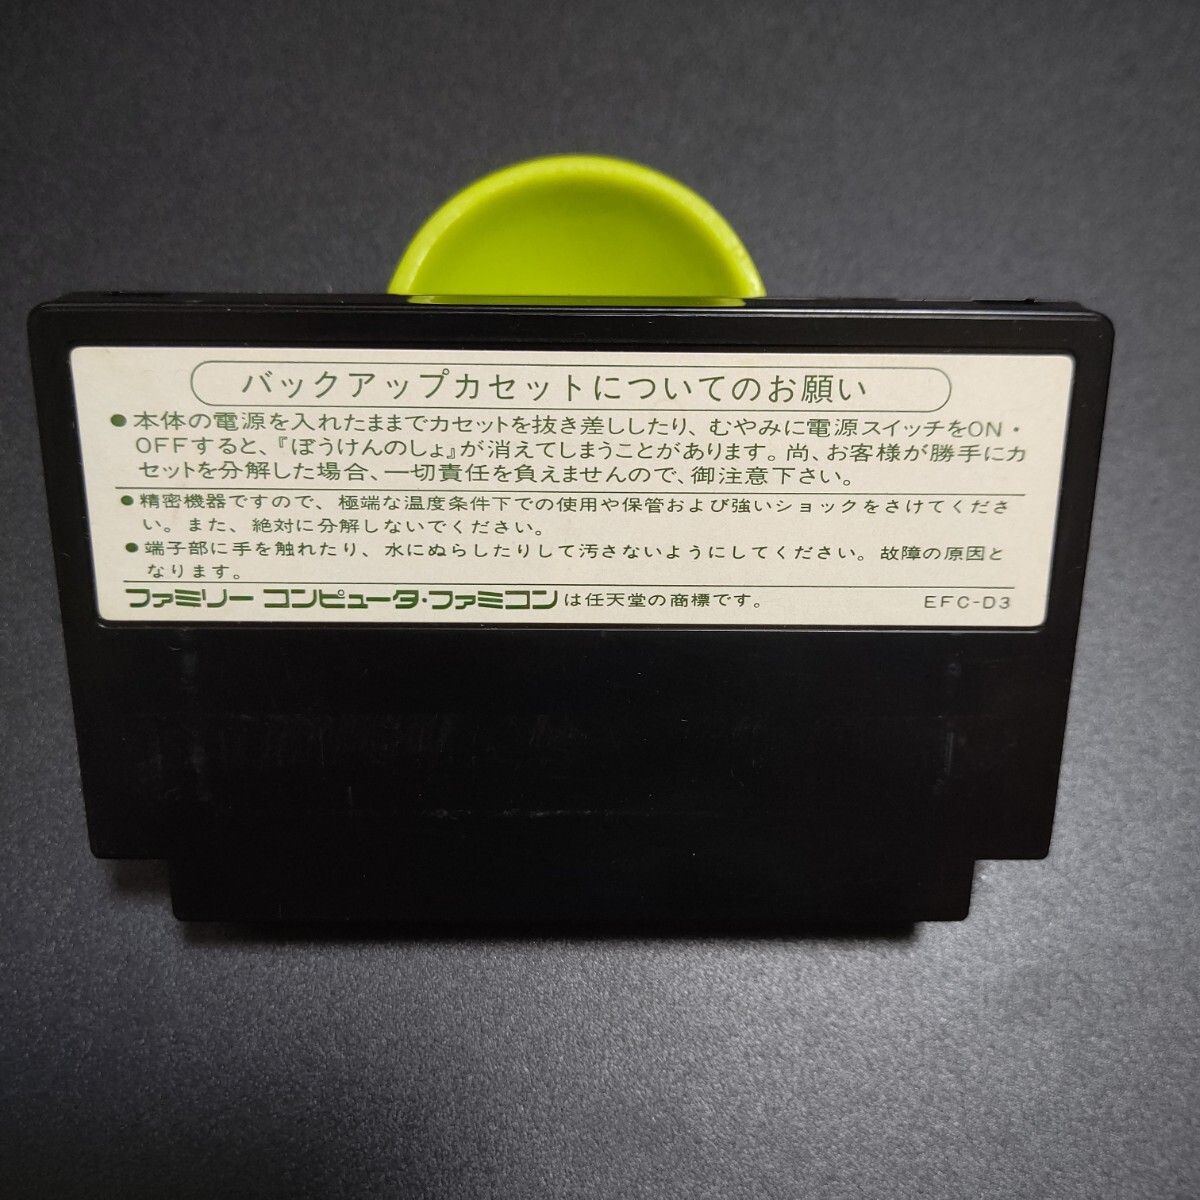 バックアップカセットについてのお願い
●本体の電源を入れたままでカセットを抜き差ししたり、むやみに電源スイッチをON・
OFFすると、『ぼうけんのしょ』が消えてしまうことがあります。尚、お客様が勝手にカ
セットを分解した場合、一切責任を負えませんので、御注意下さい。
●精密機器ですので、極端な温度条件下での使用や保管および強いショックをさけてくださ
い。また、絶対に分解しないでください。
●端子部に手を触れたり、水にぬらしたりして汚さないようにしてください。故障の原因と
なります。
ファミリーコンピュータ・ファミコンは任天堂の商標です。 EFC-D3